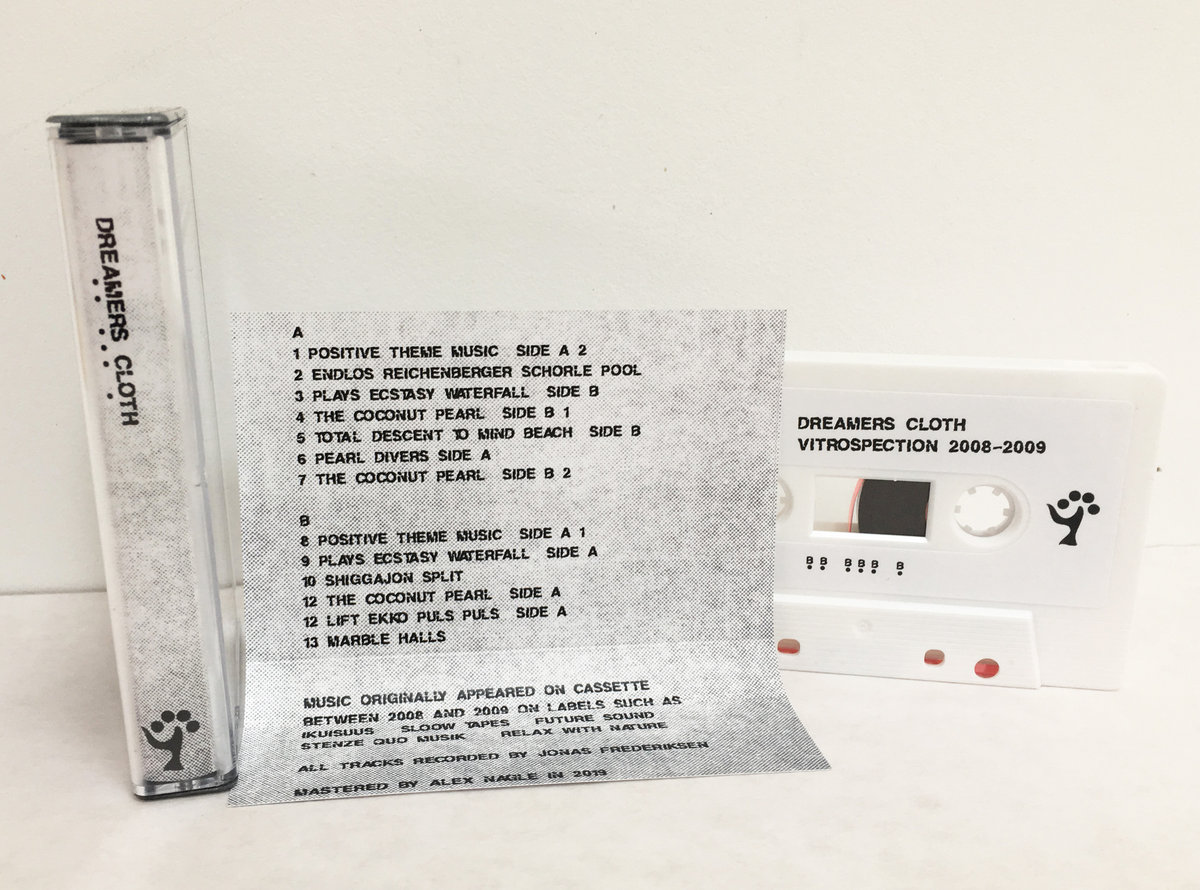 DREAMERS CLOTH
A
1 POSITIVE THEME MUSIC SIDE A 2
2 ENDLOS REICHENBERGER SCHORLE POOL
3 PLAYS ECSTASY WATERFALL SIDE B
4 THE COCONUT PEARL SIDE B 1
5 TOTAL DESCENT TO MIND BEACH SIDE B
6 PEARL DIVERS SIDE A
7 THE COCONUT PEARL SIDE B 2
B
8 POSITIVE THEME MUSIC SIDE A 1
9 PLAYS ECSTASY WATERFALL SIDE A
10 SHIGGAJON SPLIT
12 THE COCONUT PEARL SIDE A
12 LIFT EKKO PULS PULS SIDE A
13 MARBLE HALLS
MUSIC ORIGINALLY APPEARED ON CASSETTE
BETWEEN 2008 AND 2009 ON LABELS SUCH AS
IKUISUUS SLOOW TAPES FUTURE SOUND
STENZE QUO MUSIK RELAX WITH NATURE
ALL TRACKS RECORDED BY JONAS FREDERIKSEN
MASTERED BY ALEX NAGLE IN 2019
DREAMERS CLOTH
VITROSPECTION 2008-2009
B B B B B B